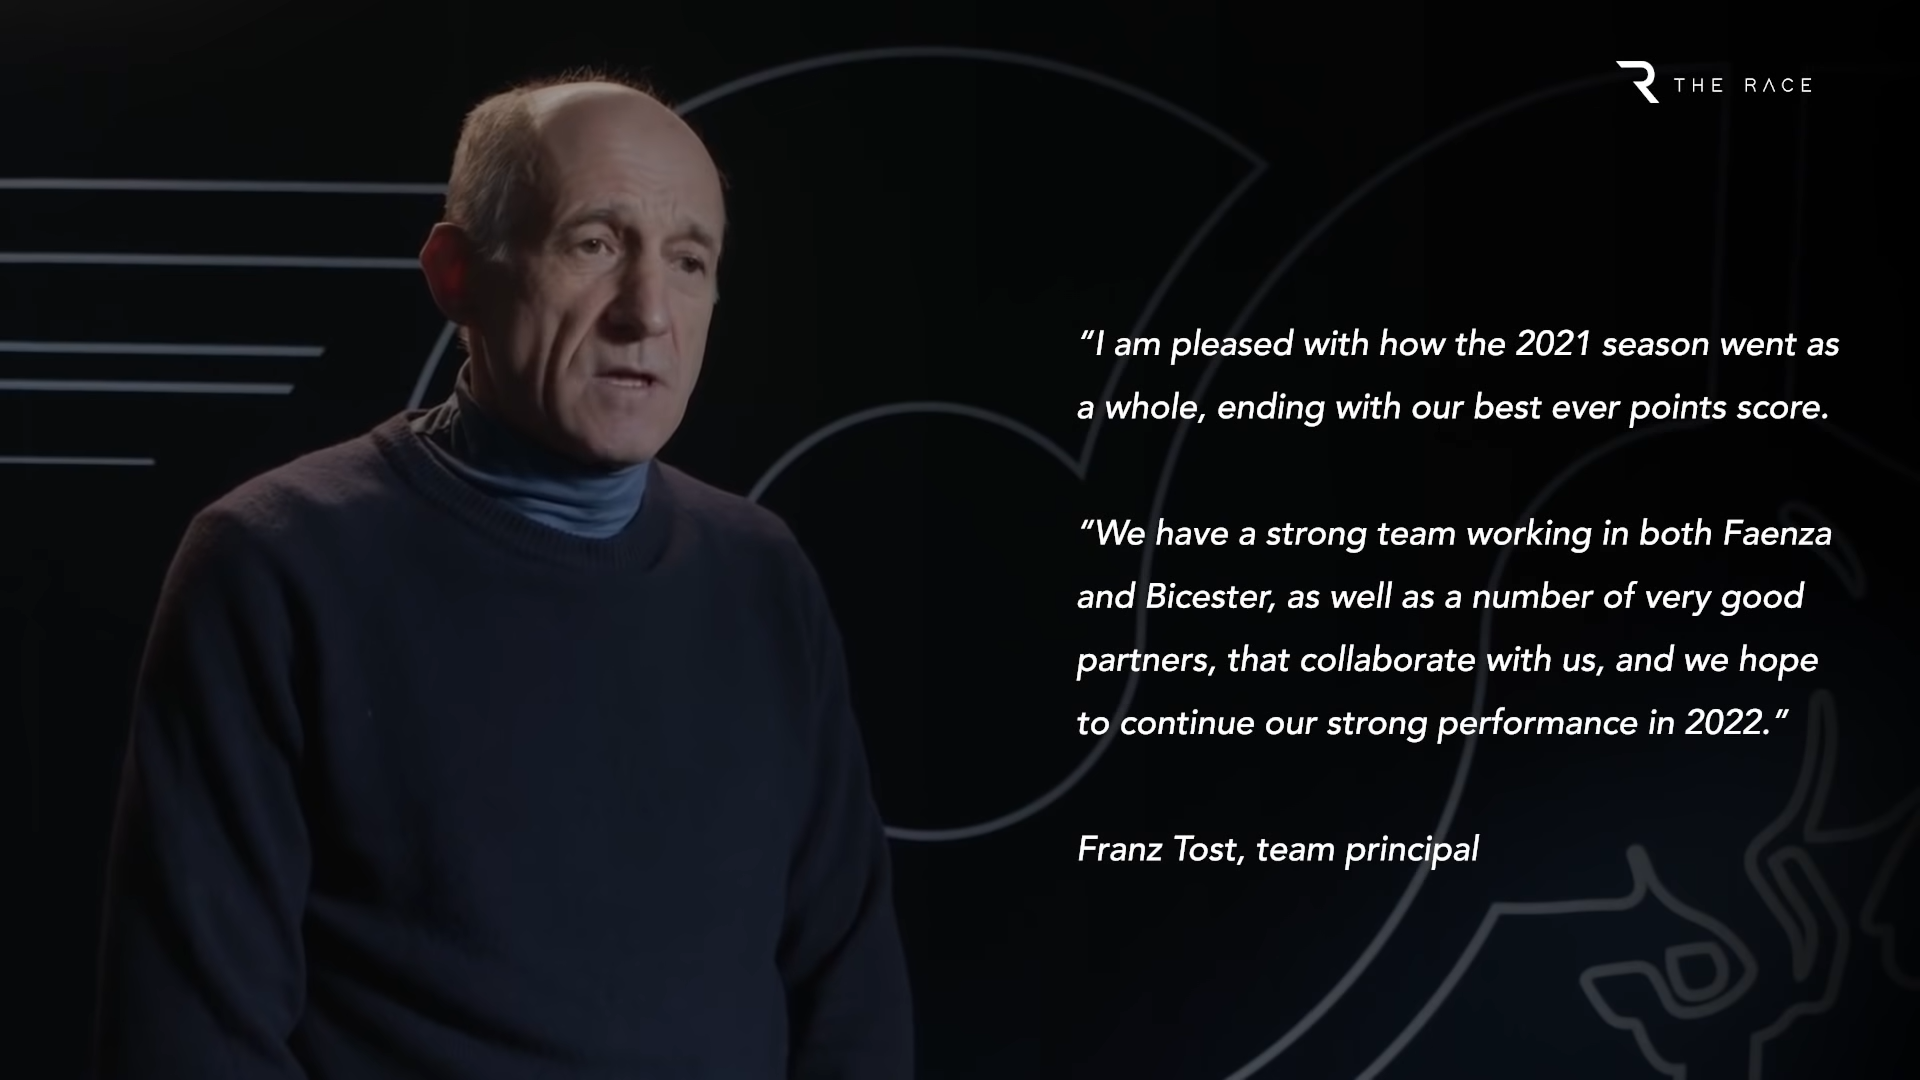 THE RACE
“I am pleased with how the 2021 season went as
a whole, ending with our best ever points score.
“We have a strong team working in both Faenza
and Bicester, as well as a number of very good
partners, that collaborate with us, and we hope
to continue our strong performance in 2022.”
Franz Tost, team principal